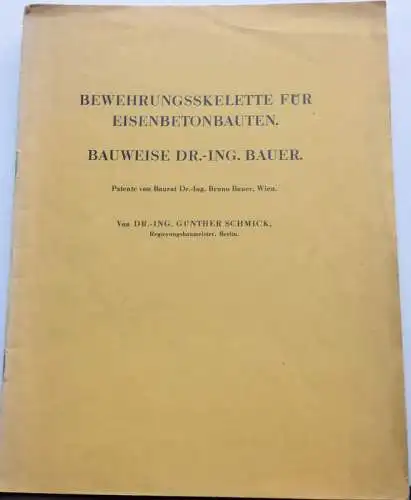 BEWEHRUNGSSKELETTE FÜR
EISENBETONBAUTEN.
BAUWEISE DR.-ING. BAUER.
Patente von Baurat Dr.-Ing. Bruno Bauer, Wien.
Von DR.-ING. GÜNTHER SCHMICK,
Regierungsbaumeister, Berlin.